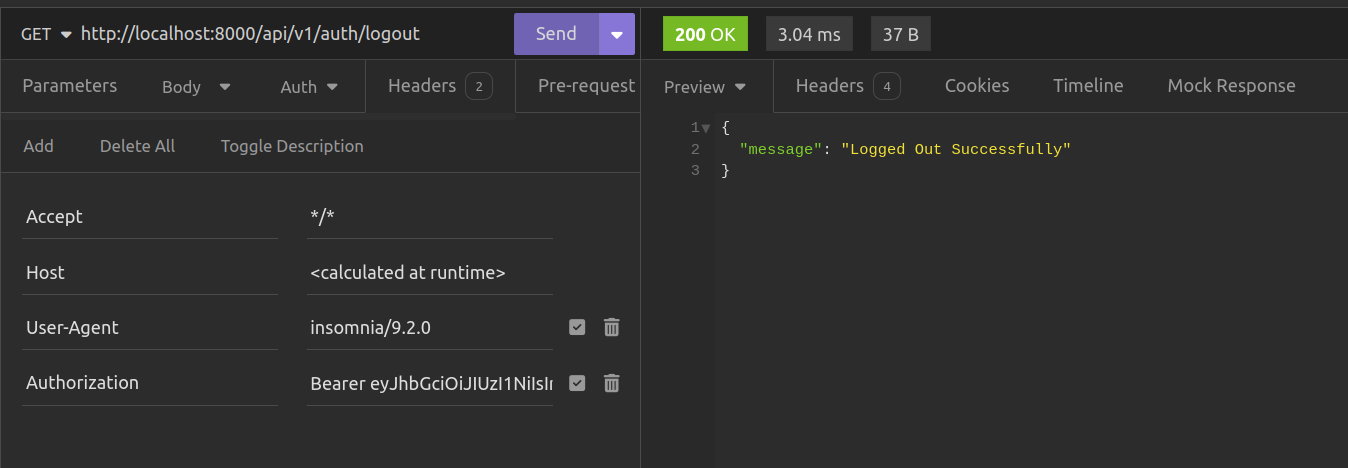 GET http://localhost:8000/api/v1/auth/logout Send
200 OK 3.04 ms 37 B
Parameters Body Auth Headers 2 Pre-request
Preview Headers 4 Cookies Timeline Mock Response
Add Delete All Toggle Description
Accept */*
Host <calculated at runtime>
User-Agent insomnia/9.2.0
Authorization Bearer eyJhbGciOiJIUzI1NiIsIr
1 {
2 "message": "Logged Out Successfully"
3 }